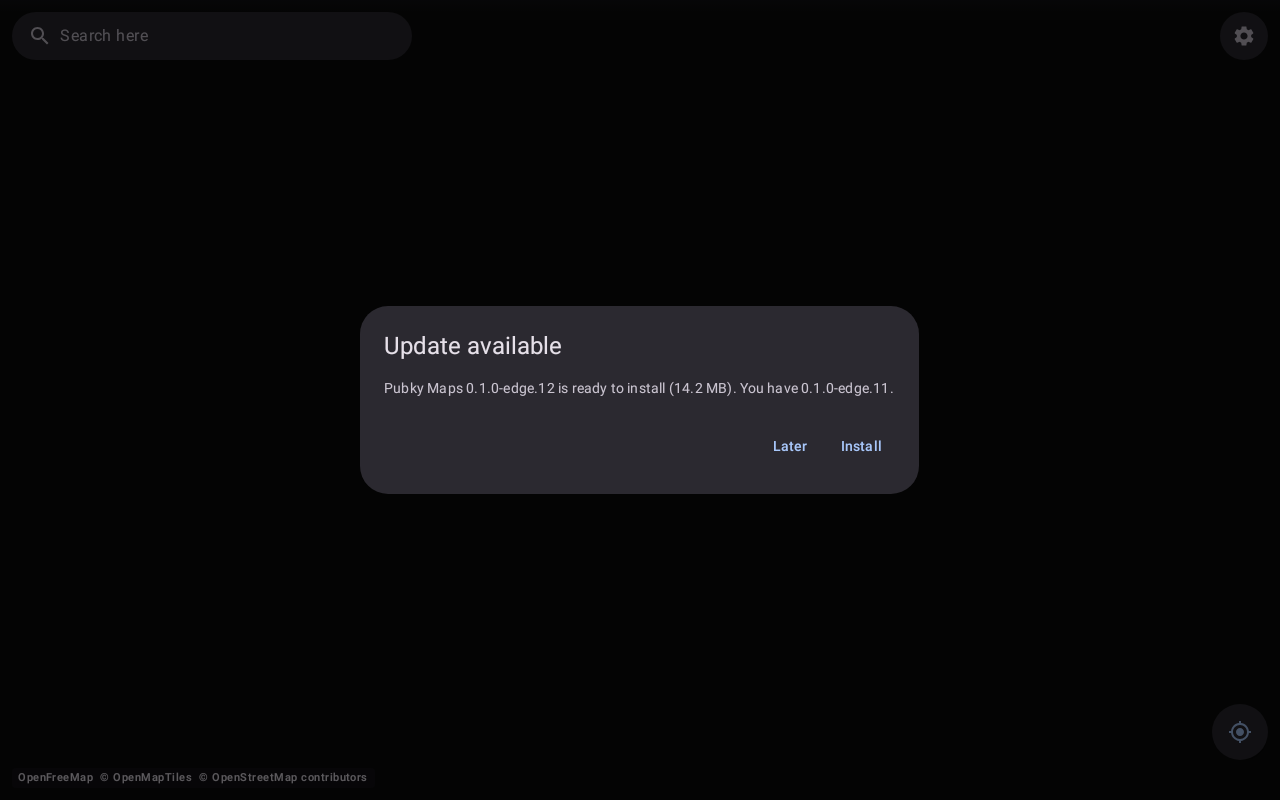 Search here
Update available
Pubky Maps 0.1.0-edge.12 is ready to install (14.2 MB). You have 0.1.0-edge.11.
Later Install
OpenFreeMap © OpenMapTiles © OpenStreetMap contributors